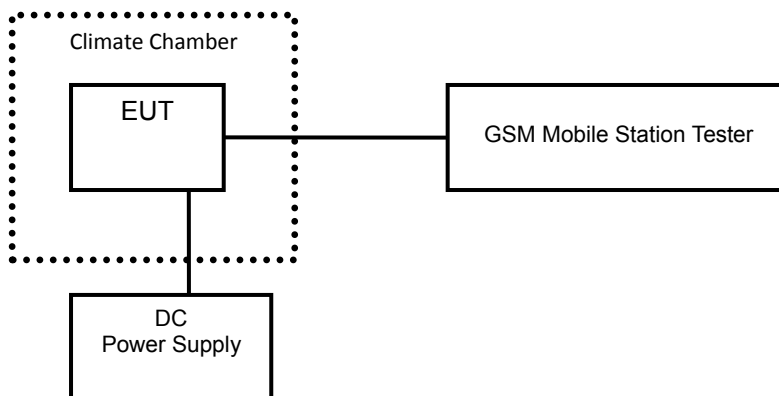 Climate Chamber
EUT
GSM Mobile Station Tester
DC
Power Supply